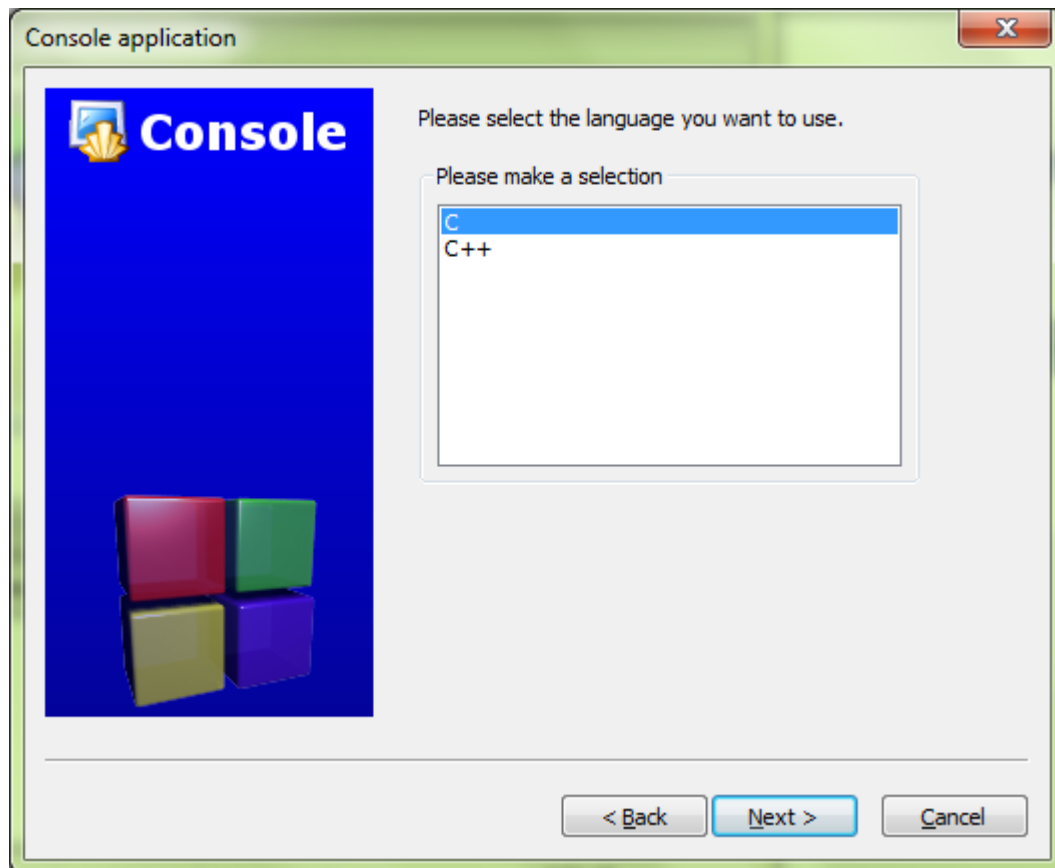 Console application
Console
Please select the language you want to use.
Please make a selection
C
C++
< Back
Next >
Cancel